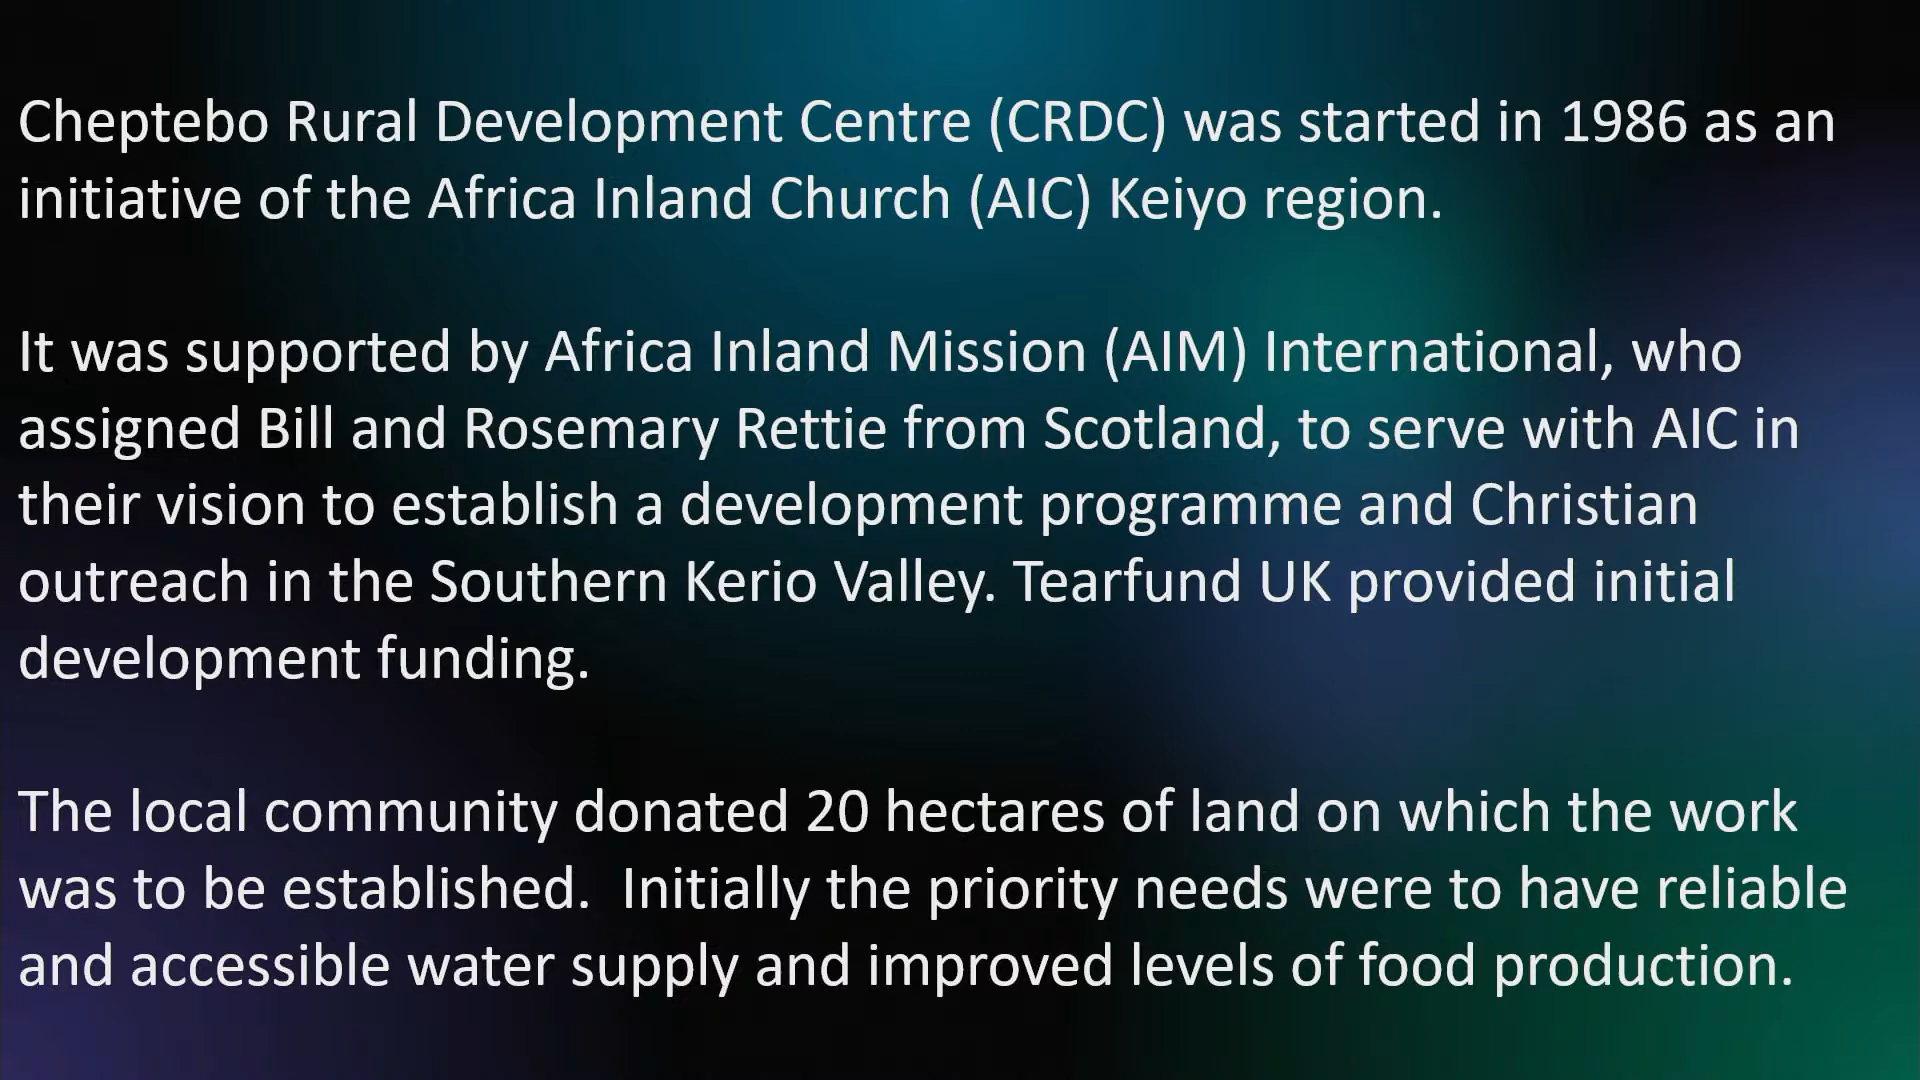 Cheptebo Rural Development Centre (CRDC) was started in 1986 as an
initiative of the Africa Inland Church (AIC) Keiyo region.
It was supported by Africa Inland Mission (AIM) International, who
assigned Bill and Rosemary Rettie from Scotland, to serve with AIC in
their vision to establish a development programme and Christian
outreach in the Southern Kerio Valley. Tearfund UK provided initial
development funding.
The local community donated 20 hectares of land on which the work
was to be established.  Initially the priority needs were to have reliable
and accessible water supply and improved levels of food production.